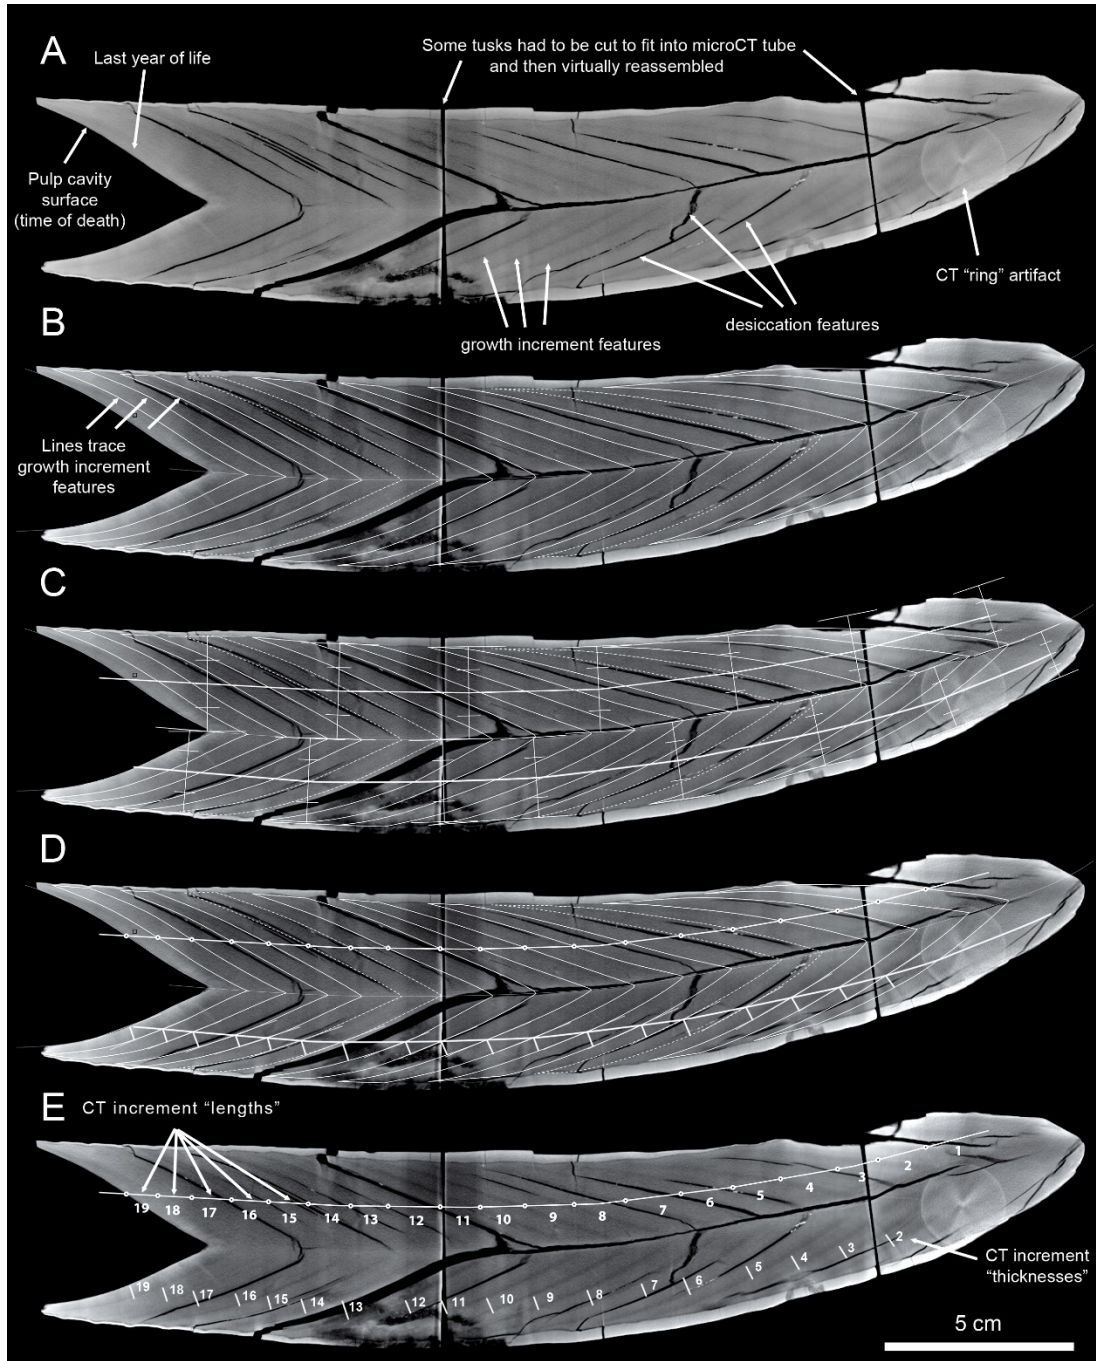 A
Last year of life
Some tusks had to be cut to fit into microCT tube
and then virtually reassembled
Pulp cavity
surface
(time of death)
CT “ring” artifact
desiccation features
growth increment features
B
Lines trace
growth increment
features
C
D
E
CT increment “lengths”
19 18 17 16 15 14 13 12 11 10 9 8 7 6 5 4 3 2 1
19 18 17 16 15 14 13 12 11 10 9 8 7 6 5 4 3 2
CT increment
“thicknesses”
5 cm